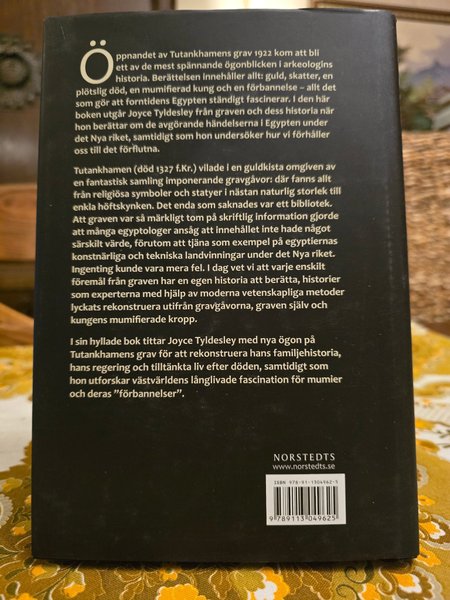 Öppnandet av Tutankhamens grav 1922 kom att bli
ett av de mest spännande ögonblicken i arkeologins
historia. Berättelsen innehåller allt: guld, skatter, en
plötslig död, en mumifierad kung och en förbannelse – allt det
som gör att forntidens Egypten ständigt fascinerar. I den här
boken utgår Joyce Tyldesley från graven och dess historia när
hon berättar om de avgörande händelserna i Egypten under
det Nya riket, samtidigt som hon undersöker hur vi förhåller
oss till det förflutna.
Tutankhamen (död 1327 f.Kr.) vilade i en guldkista omgiven av
en fantastisk samling imponerande gravgåvor: där fanns allt
från religiösa symboler och statyer i nästan naturlig storlek till
enkla höftskynken. Det enda som saknades var ett bibliotek.
Att graven var så märkligt tom på skriftlig information gjorde
att många egyptologer ansåg att innehållet inte hade något
särskilt värde, förutom att tjäna som exempel på egyptiernas
konstnärliga och tekniska landvinningar under det Nya riket.
Ingenting kunde vara mera fel. I dag vet vi att varje enskilt
föremål från graven har en egen historia att berätta, historier
som experterna med hjälp av moderna vetenskapliga metoder
lyckats rekonstruera utifrån gravgåvorna, graven själv och
kungens mumifierade kropp.
I sin hyllade bok tittar Joyce Tyldesley med nya ögon på
Tutankhamens grav för att rekonstruera hans familjehistoria,
hans regering och tilltänkta liv efter döden, samtidigt som
hon utforskar västvärldens långlivade fascination för mumier
och deras ”förbannelser”.
NORSTEDTS
www.norstedts.se
ISBN 978-91-1-304962-5
9 789113 049625